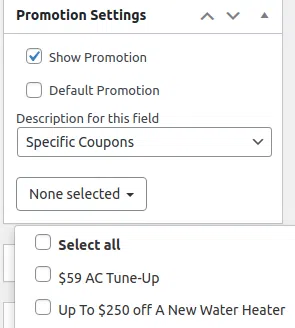 Promotion Settings
Show Promotion
Default Promotion
Description for this field
Specific Coupons
None selected
Select all
$59 AC Tune-Up
Up To $250 off A New Water Heater